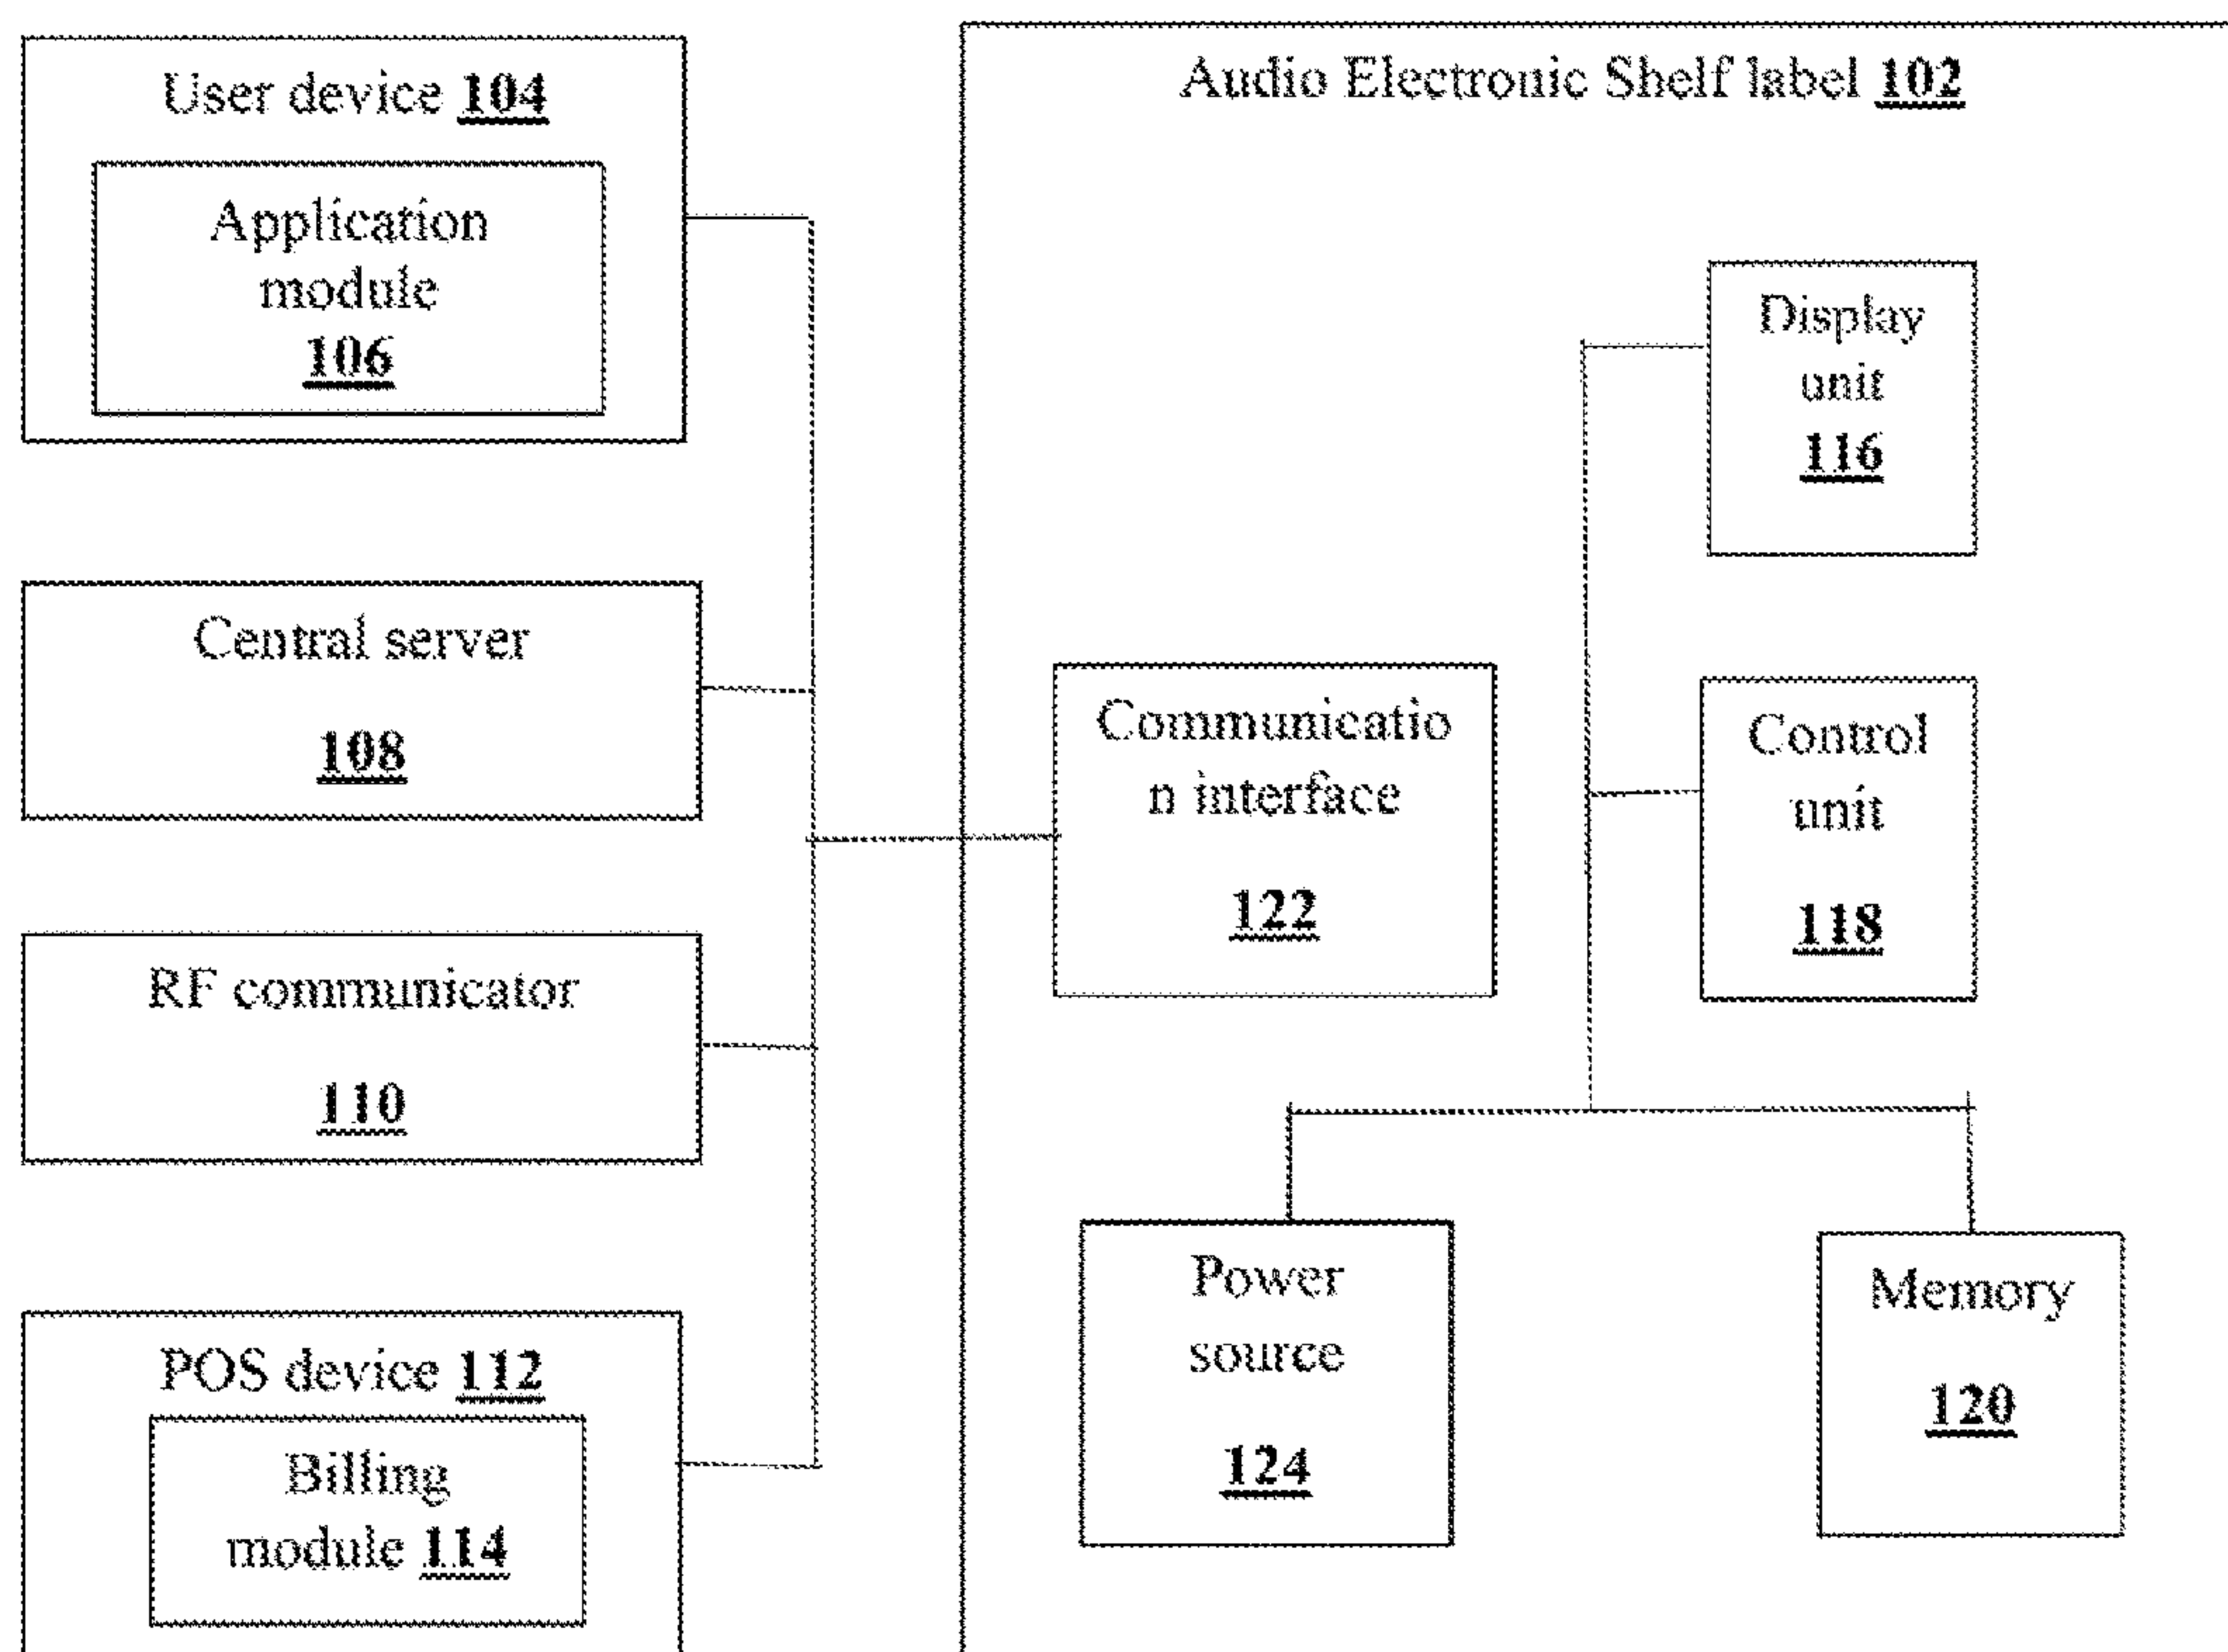 User device 104
Application
module
106
Central server
108
RF communicator
110
POS device 112
Billing
module 114
Audio Electronic Shelf label 102
Display
unit
116
Communicatio
n interface
122
Control
unit
118
Power
source
124
Memory
120